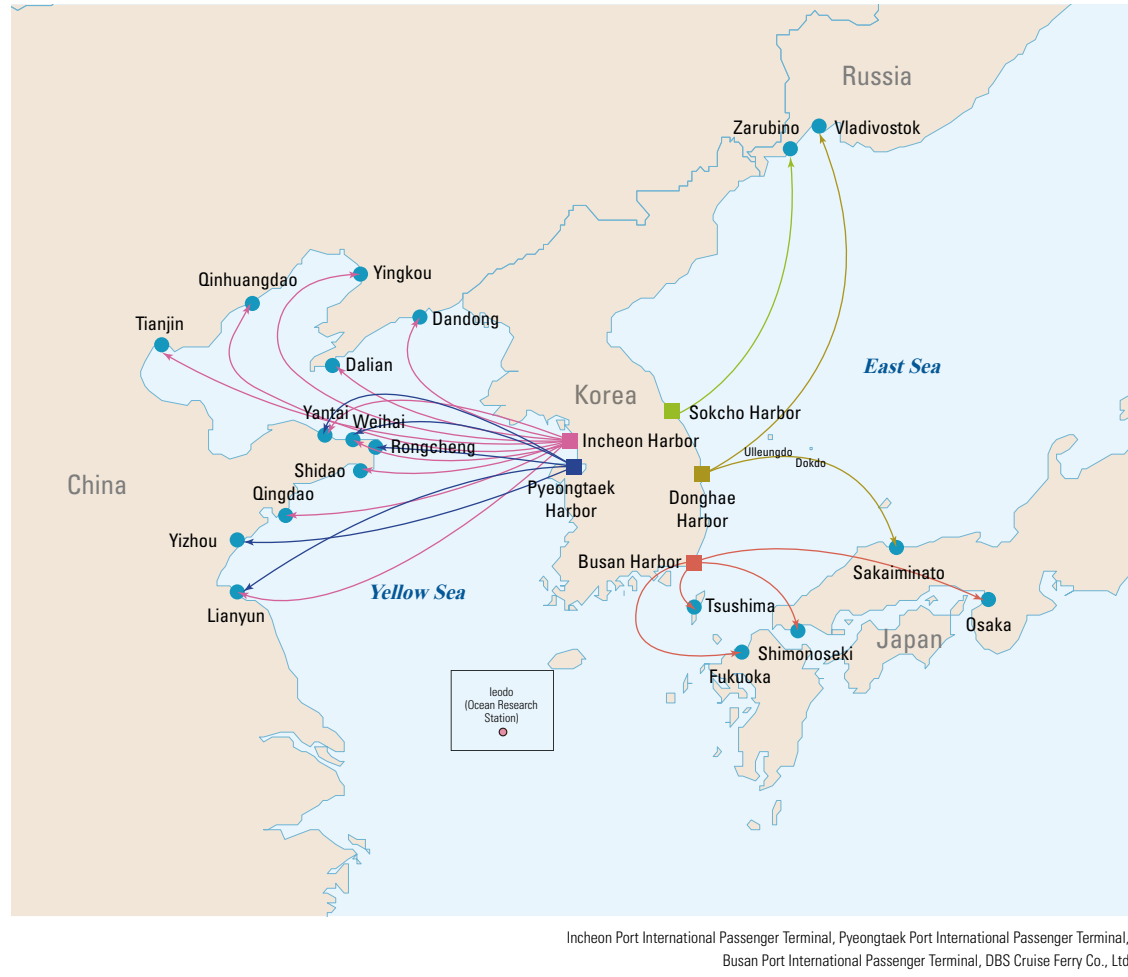 Russia
Zarubino
Vladivostok
Qinhuangdao
Yingkou
Tianjin
Dandong
Dalian
East Sea
Korea
Yantai
Weihai
Sokcho Harbor
Incheon Harbor
Rongcheng
Ulleungdo
Dokdo
Shidao
China
Pyeongtaek
Harbor
Qingdao
Donghae
Harbor
Yizhou
Busan Harbor
Sakaiminato
Yellow Sea
Tsushima
Lianyun
Osaka
Japan
Shimonoseki
Fukuoka
Ieodo
(Ocean Research
Station)
Incheon Port International Passenger Terminal, Pyeongtaek Port International Passenger Terminal,
Busan Port International Passenger Terminal, DBS Cruise Ferry Co., Ltd